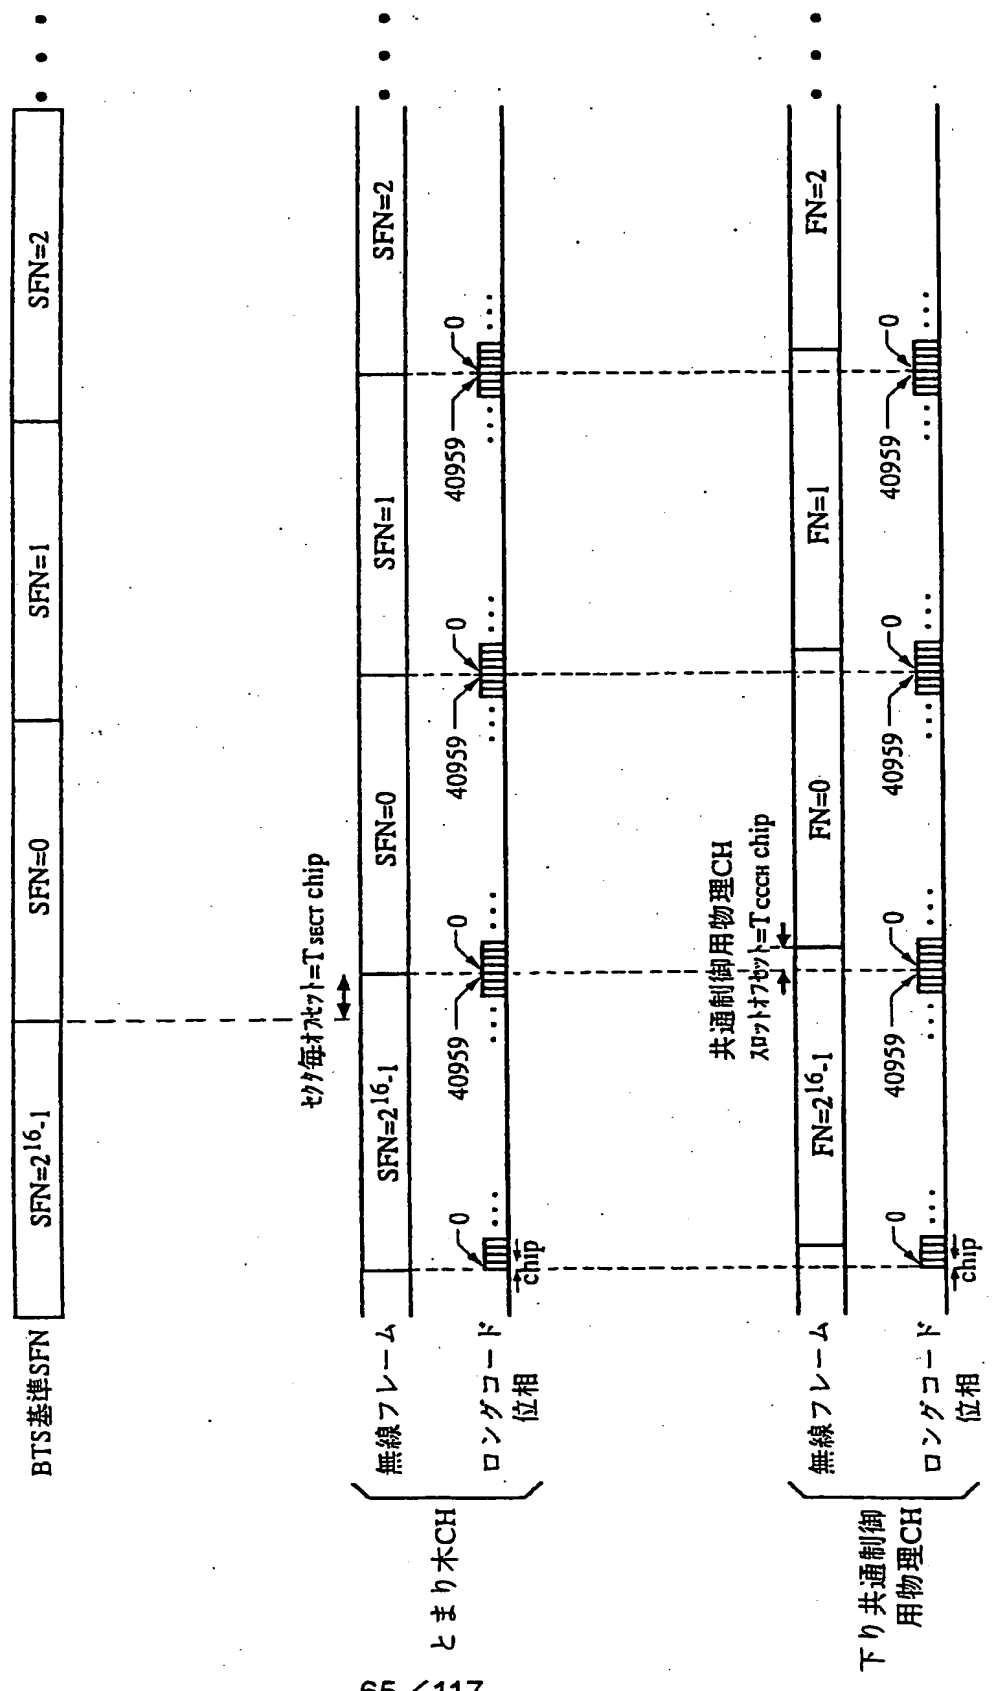 BTS基準SFN
SFN=2^16-1
SFN=0
SFN=1
SFN=2
セクタ毎オフセット=TSECT chip
とまり木CH
無線フレーム
SFN=2^16-1
SFN=0
SFN=1
SFN=2
ロングコード
位相
0
40959
0
40959
0
40959
0
chip
共通制御用物理CH
スロットオフセット=TCCCH chip
下り共通制御
用物理CH
無線フレーム
FN=2^16-1
FN=0
FN=1
FN=2
ロングコード
位相
0
40959
0
40959
0
40959
0
chip
65/117